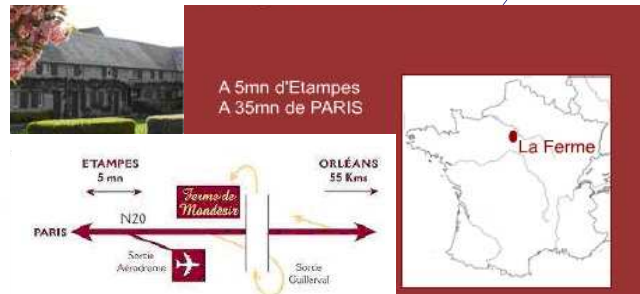 A 5mn d'Etampes
A 35mn de PARIS
La Ferme
ETAMPES
5 mn
ORLÉANS
55 Kms
Ferme de
Mondésir
N20
PARIS
Sortie
Aérodrome
Sortie
Guillerval